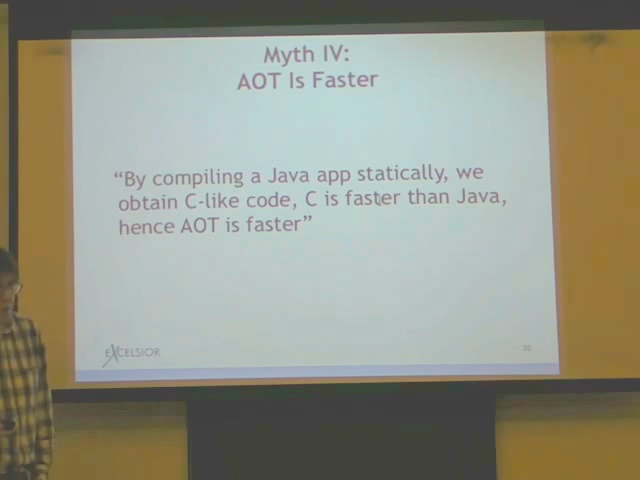 Myth IV:
AOT Is Faster
“By compiling a Java app statically, we
obtain C-like code, C is faster than Java,
hence AOT is faster”
EXCELSIOR